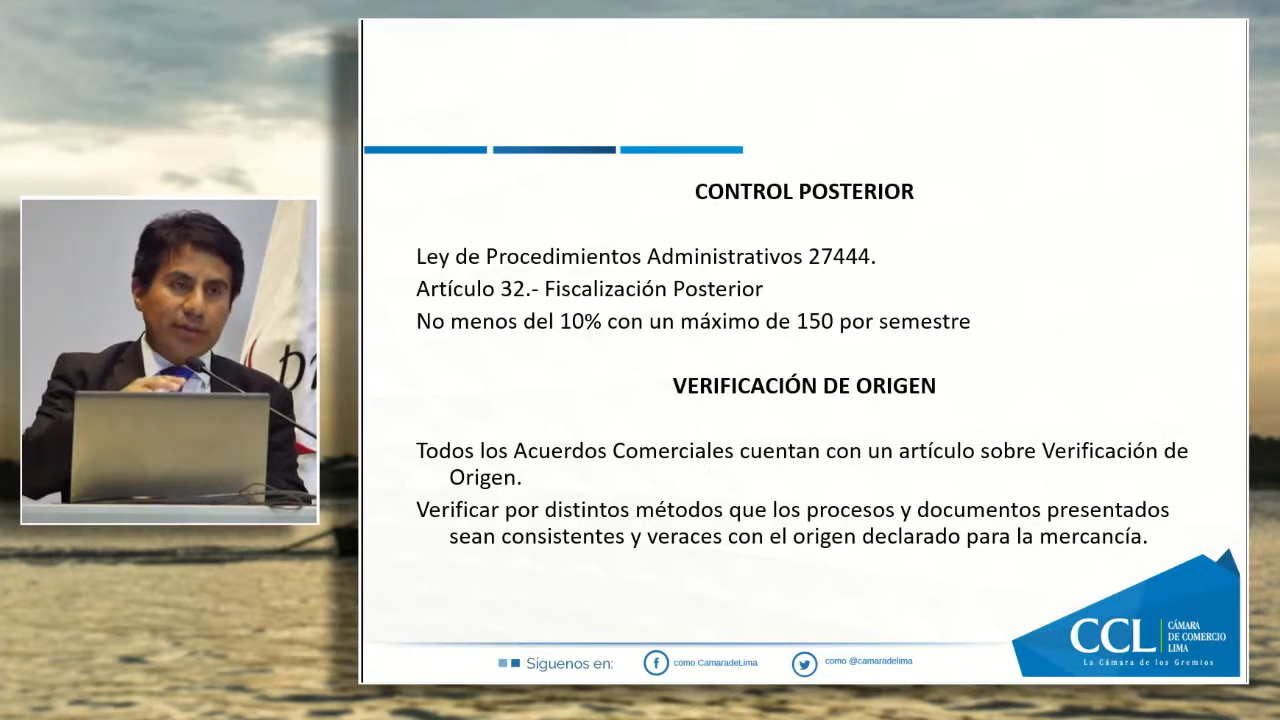 CONTROL POSTERIOR
Ley de Procedimientos Administrativos 27444.
Artículo 32.- Fiscalización Posterior
No menos del 10% con un máximo de 150 por semestre
VERIFICACIÓN DE ORIGEN
Todos los Acuerdos Comerciales cuentan con un artículo sobre Verificación de
Origen.
Verificar por distintos métodos que los procesos y documentos presentados
sean consistentes y veraces con el origen declarado para la mercancía.
Síguenos en:
como CamaradeLima
como @camaradelima
CCL
CÁMARA
DE COMERCIO
LIMA
La Cámara de los Gremios